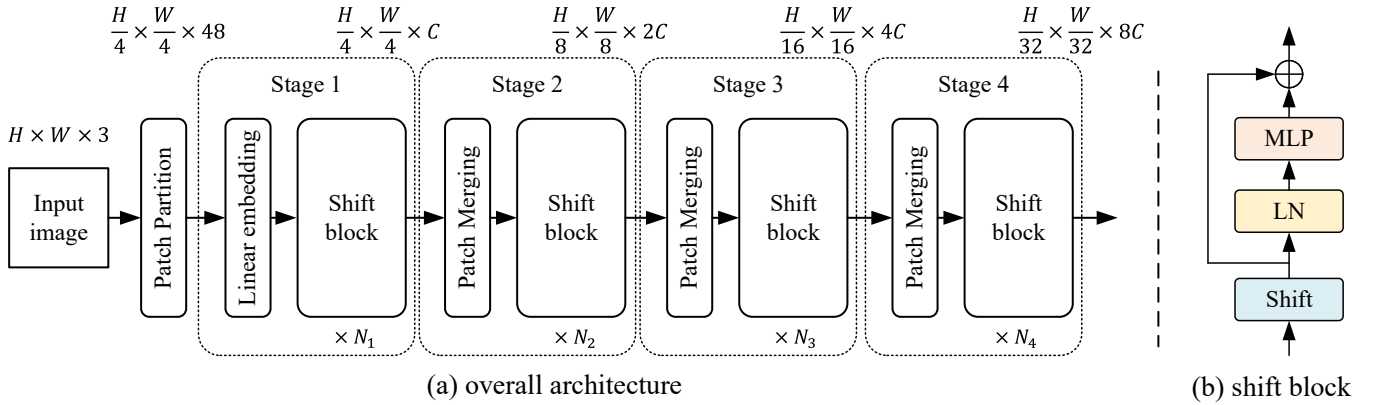 H/4 × W/4 × 48
H/4 × W/4 × C
H/8 × W/8 × 2C
H/16 × W/16 × 4C
H/32 × W/32 × 8C
Stage 1
Stage 2
Stage 3
Stage 4
H × W × 3
Input
image
Patch Partition
Linear embedding
Shift
block
× N₁
Patch Merging
Shift
block
× N₂
Patch Merging
Shift
block
× N₃
Patch Merging
Shift
block
× N₄
(a) overall architecture
MLP
LN
Shift
(b) shift block